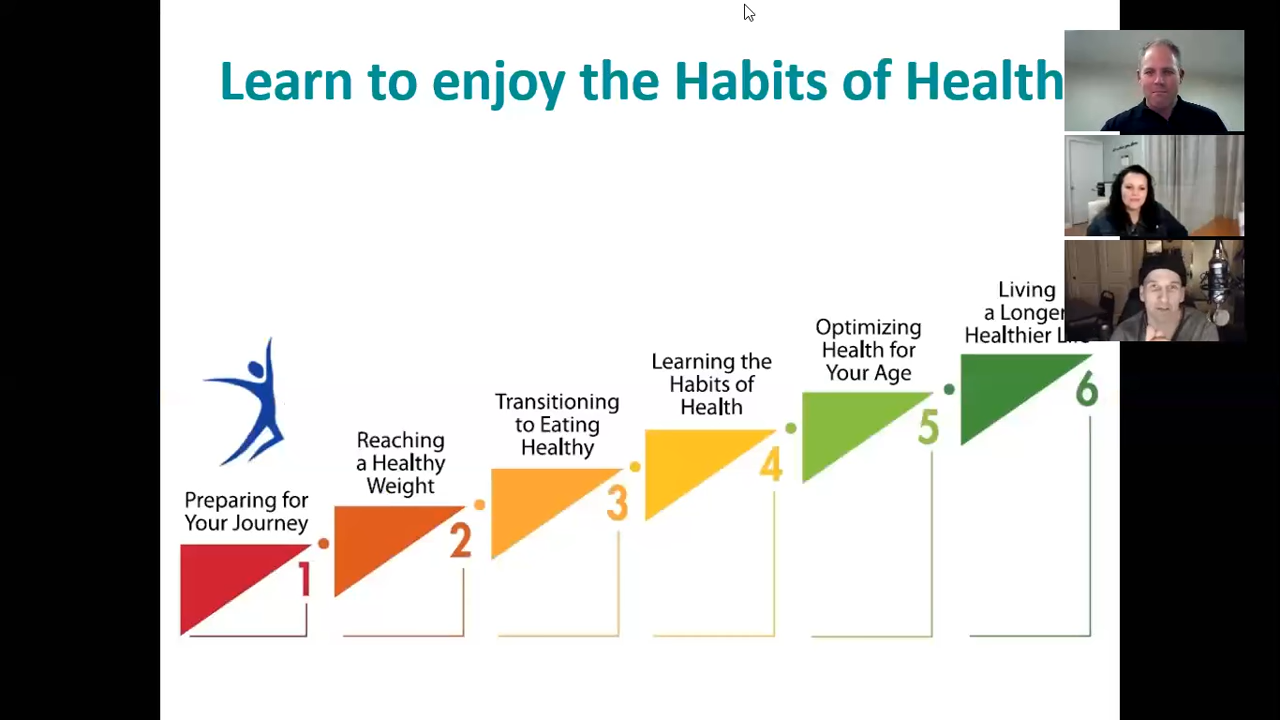 Learn to enjoy the Habits of Health
Preparing for
Your Journey
1
Reaching
a Healthy
Weight
2
Transitioning
to Eating
Healthy
3
Learning the
Habits of
Health
4
Optimizing
Health for
Your Age
5
Living
a Longer
Healthier
6